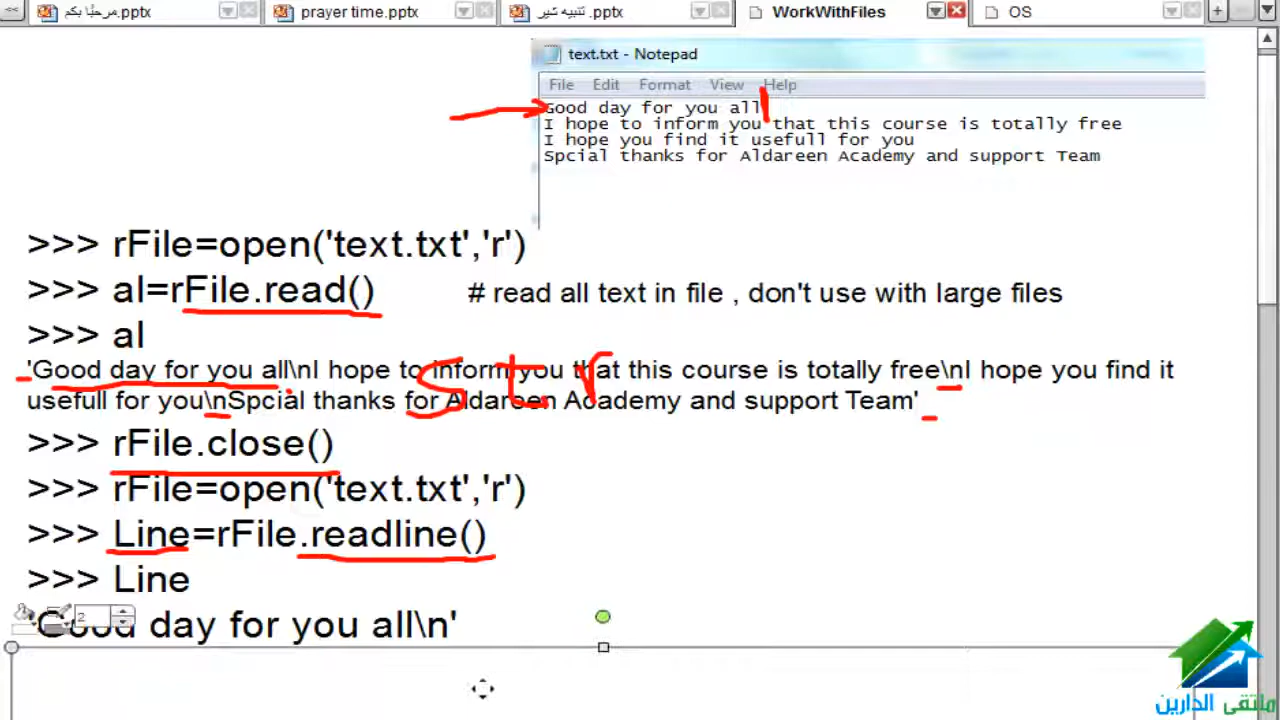 مرحبًا بكم.pptx
prayer time.pptx
WorkWithFiles
OS
text.txt - Notepad
File Edit Format View Help
Good day for you all
I hope to inform you that this course is totally free
I hope you find it usefull for you
Spcial thanks for Aldareen Academy and support Team
>>> rFile=open('text.txt','r')
>>> al=rFile.read() # read all text in file , don't use with large files
>>> al
'Good day for you all\nI hope to inform you that this course is totally free\nI hope you find it
usefull for you\nSpcial thanks for Aldareen Academy and support Team'
str
>>> rFile.close()
>>> rFile=open('text.txt','r')
>>> Line=rFile.readline()
>>> Line
2
'Good day for you all\n'
ملتقى الدارين